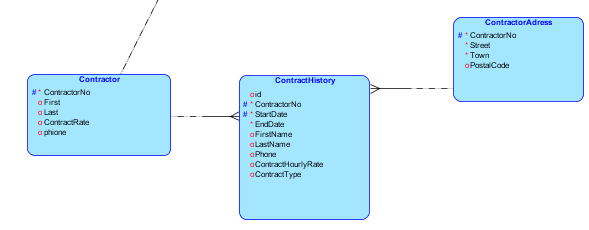 ContractorAdress
# * ContractorNo
* Street
* Town
o PostalCode
Contractor
# * ContractorNo
o First
o Last
o ContractRate
o phione
ContractHistory
o id
# * ContractorNo
# * StartDate
* EndDate
o FirstName
o LastName
o Phone
o ContractHourlyRate
o ContractType